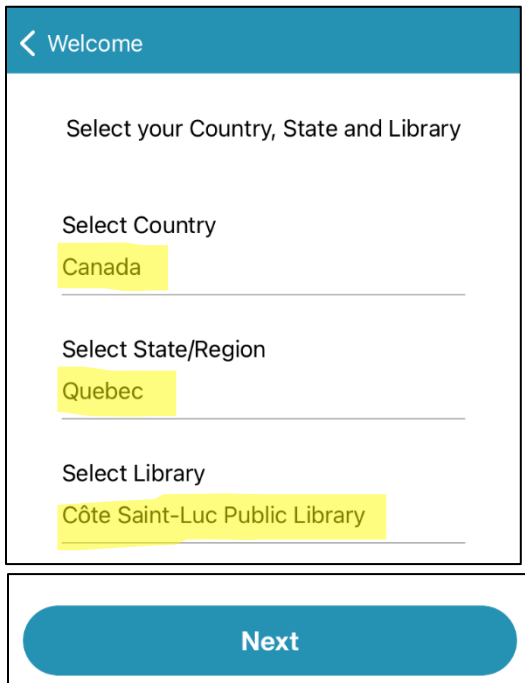 Welcome
Select your Country, State and Library
Select Country
Canada
Select State/Region
Quebec
Select Library
Côte Saint-Luc Public Library
Next